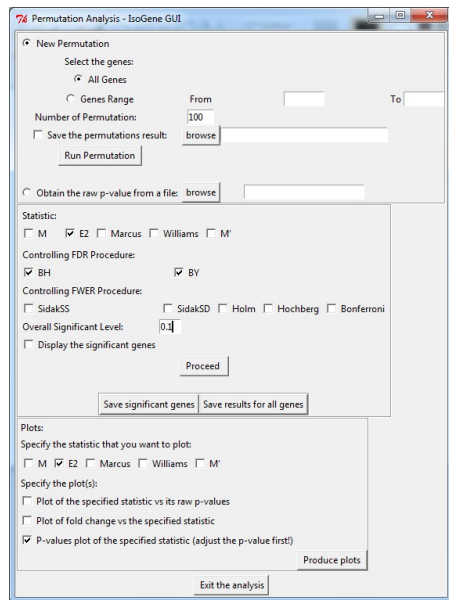 Permutation Analysis - IsoGene GUI
New Permutation
Select the genes:
All Genes
Genes Range From To
Number of Permutation: 100
Save the permutations result: browse
Run Permutation
Obtain the raw p-value from a file: browse
Statistic:
M E2 Marcus Williams M'
Controlling FDR Procedure:
BH BY
Controlling FWER Procedure:
SidakSS SidakSD Holm Hochberg Bonferroni
Overall Significant Level: 0.1
Display the significant genes
Proceed
Save significant genes Save results for all genes
Plots:
Specify the statistic that you want to plot:
M E2 Marcus Williams M'
Specify the plot(s):
Plot of the specified statistic vs its raw p-values
Plot of fold change vs the specified statistic
P-values plot of the specified statistic (adjust the p-value first!)
Produce plots
Exit the analysis